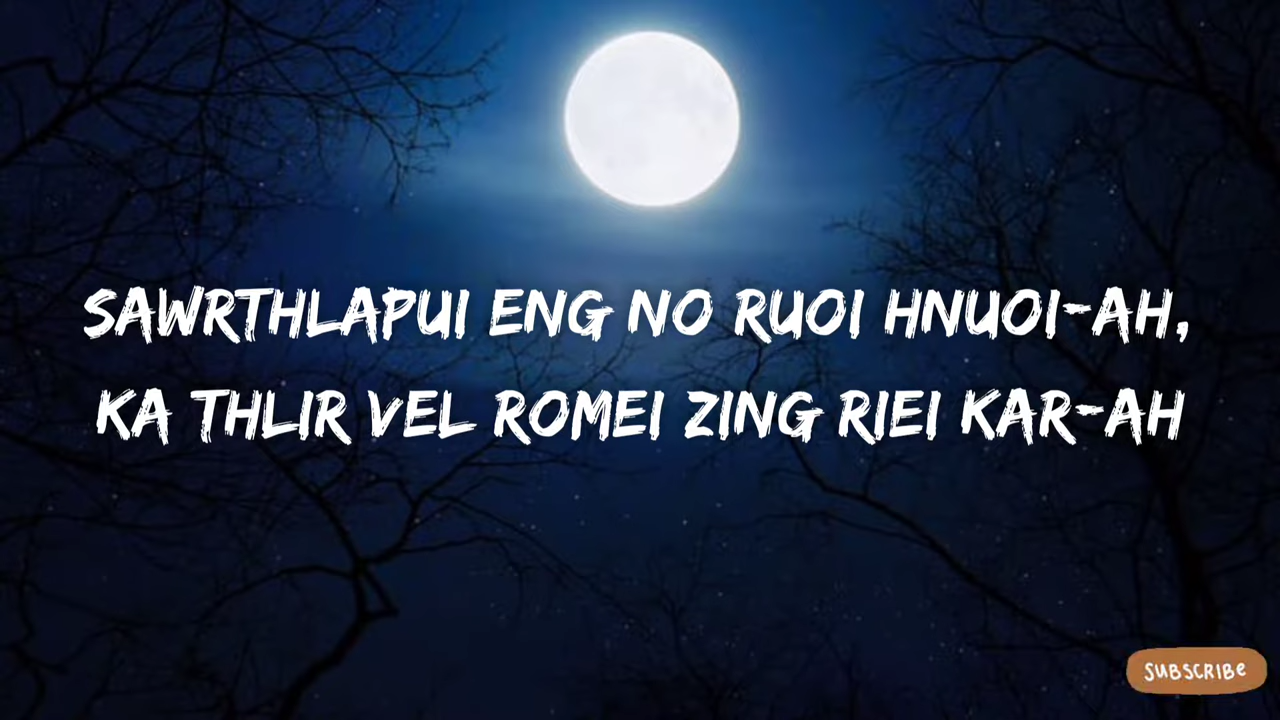 SAWRTHLAPUI ENG NO RUOI HNUOI-AH,
KA THLIR VEL ROMEI ZING RIEI KAR-AH
SUBSCRIBE